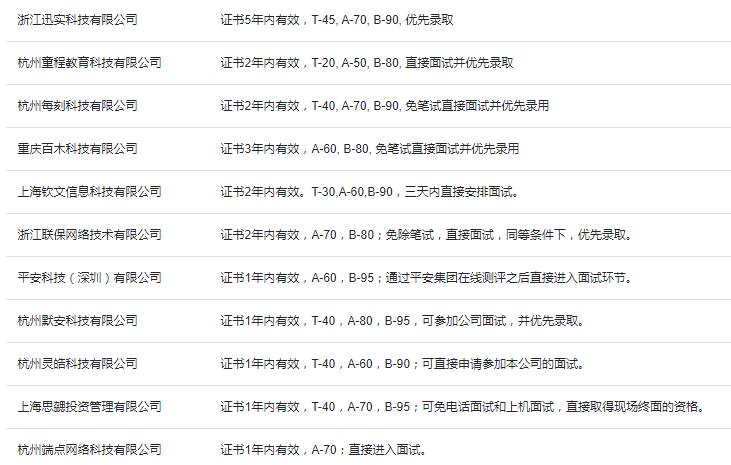 浙江迅实科技有限公司 证书5年内有效，T-45, A-70, B-90, 优先录取
杭州童程教育科技有限公司 证书2年内有效，T-20, A-50, B-80, 直接面试并优先录取
杭州每刻科技有限公司 证书2年内有效，T-40, A-70, B-90, 免笔试直接面试并优先录用
重庆百木科技有限公司 证书3年内有效，A-60, B-80, 免笔试直接面试并优先录用
上海钦文信息科技有限公司 证书2年内有效。T-30,A-60,B-90，三天内直接安排面试。
浙江联保网络技术有限公司 证书2年内有效，A-70，B-80；免除笔试，直接面试，同等条件下，优先录取。
平安科技（深圳）有限公司 证书1年内有效，A-60，B-95；通过平安集团在线测评之后直接进入面试环节。
杭州默安科技有限公司 证书1年内有效，T-40，A-80，B-95，可参加公司面试，并优先录取。
杭州灵皓科技有限公司 证书1年内有效，T-40，A-60，B-90；可直接申请参加本公司的面试。
上海思勰投资管理有限公司 证书1年内有效，T-40，A-70，B-95；可免电话面试和上机面试，直接取得现场终面的资格。
杭州端点网络科技有限公司 证书1年内有效，A-70；直接进入面试。